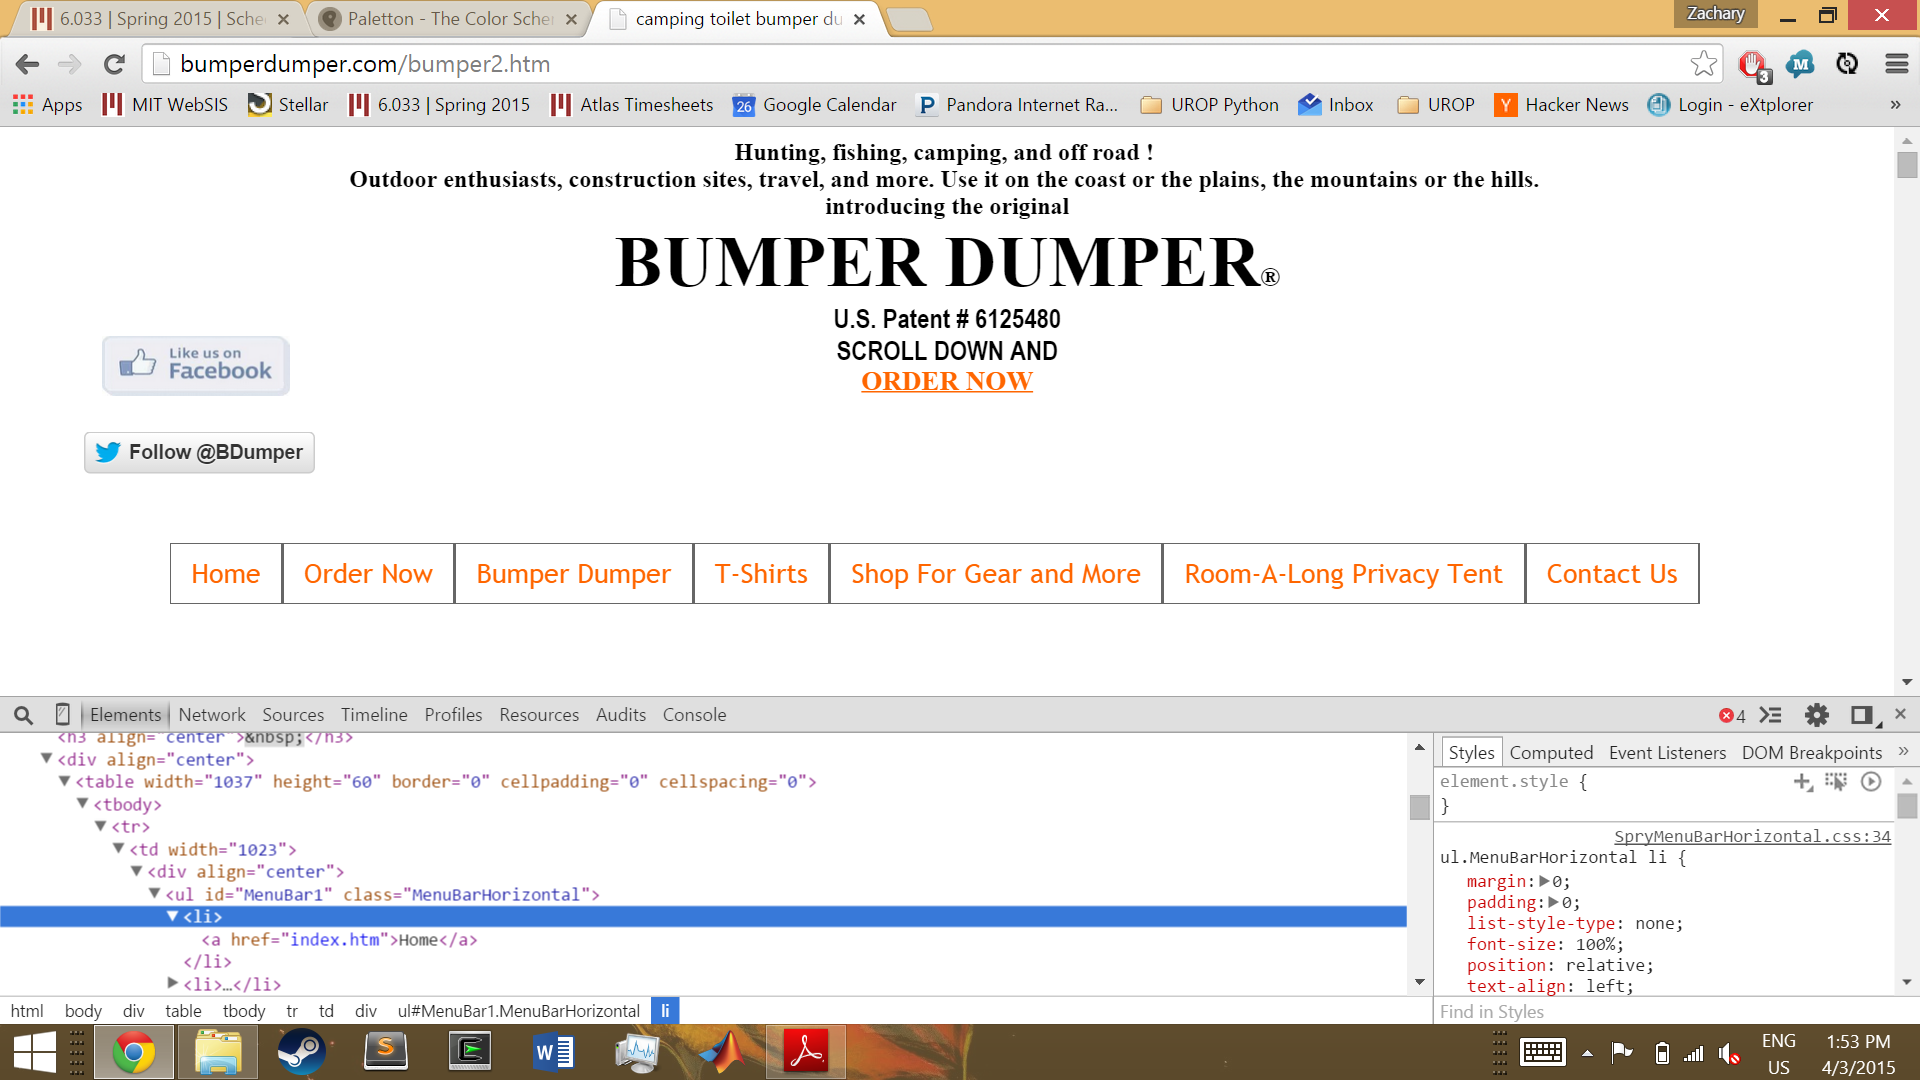 6.033 | Spring 2015 | Sche
Paletton - The Color Scher
camping toilet bumper du
Zachary
bumperdumper.com/bumper2.htm
3
M
Apps
MIT WebSIS
Stellar
6.033 | Spring 2015
Atlas Timesheets
26
Google Calendar
P
Pandora Internet Ra...
UROP Python
Inbox
UROP
Y
Hacker News
Login - eXtplorer
»
Hunting, fishing, camping, and off road !
Outdoor enthusiasts, construction sites, travel, and more. Use it on the coast or the plains, the mountains or the hills.
introducing the original
BUMPER DUMPER®
U.S. Patent # 6125480
SCROLL DOWN AND
ORDER NOW
Like us on
Facebook
Follow @BDumper
Home
Order Now
Bumper Dumper
T-Shirts
Shop For Gear and More
Room-A-Long Privacy Tent
Contact Us
Elements Network Sources Timeline Profiles Resources Audits Console
4
<h3 align="center">&nbsp;</h3>
<div align="center">
<table width="1037" height="60" border="0" cellpadding="0" cellspacing="0">
<tbody>
<tr>
<td width="1023">
<div align="center">
<ul id="MenuBar1" class="MenuBarHorizontal">
<li>
<a href="index.htm">Home</a>
</li>
<li>…</li>
html body div table tbody tr td div ul#MenuBar1.MenuBarHorizontal li
Styles Computed Event Listeners DOM Breakpoints »
element.style {
}
SpryMenuBarHorizontal.css:34
ul.MenuBarHorizontal li {
margin: 0;
padding: 0;
list-style-type: none;
font-size: 100%;
position: relative;
text-align: left;
Find in Styles
S
E
W
ENG
US
1:53 PM
4/3/2015